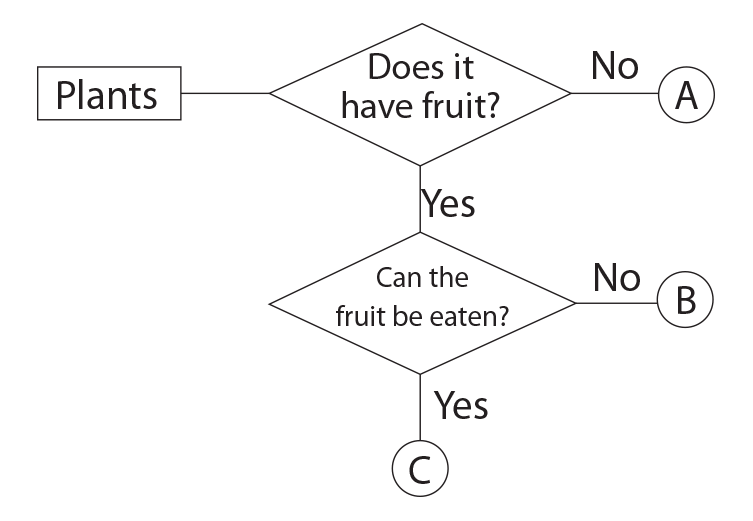 Plants
Does it
have fruit?
No
A
Yes
Can the
fruit be eaten?
No
B
Yes
C